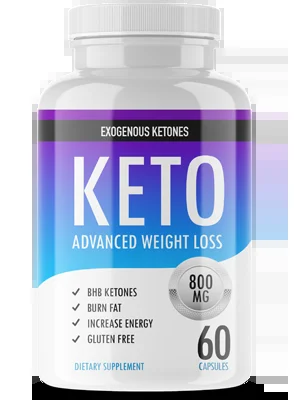 EXOGENOUS KETONES
KETO
ADVANCED WEIGHT LOSS
800
MG
✓ BHB KETONES
✓ BURN FAT
✓ INCREASE ENERGY
✓ GLUTEN FREE
60
CAPSULES
DIETARY SUPPLEMENT